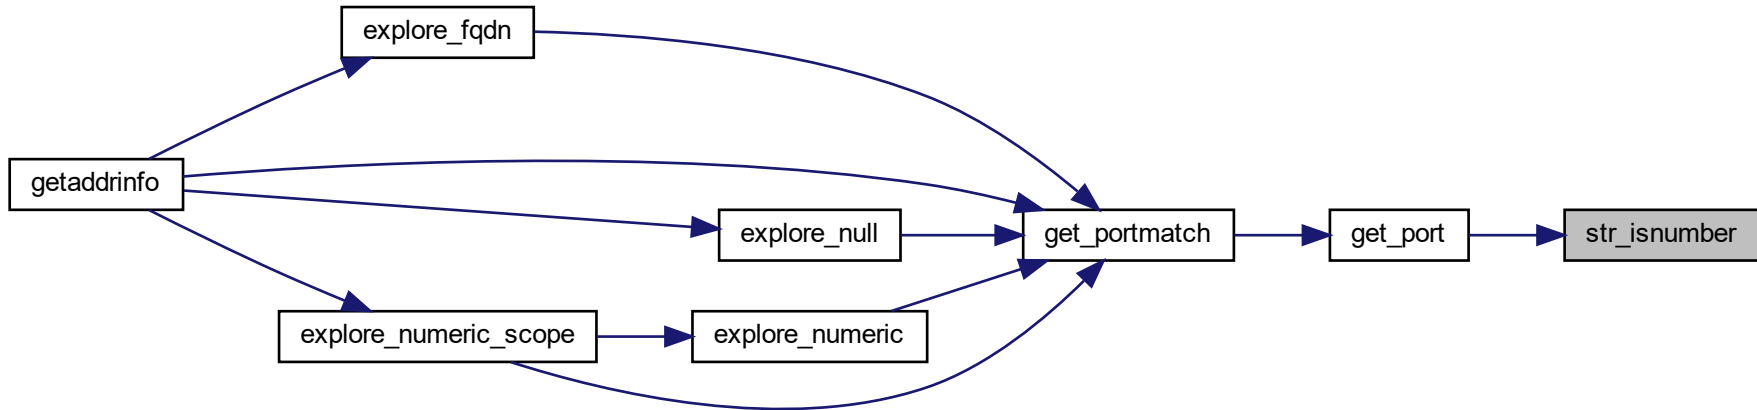 explore_fqdn
getaddrinfo
explore_null
get_portmatch
get_port
str_isnumber
explore_numeric_scope
explore_numeric